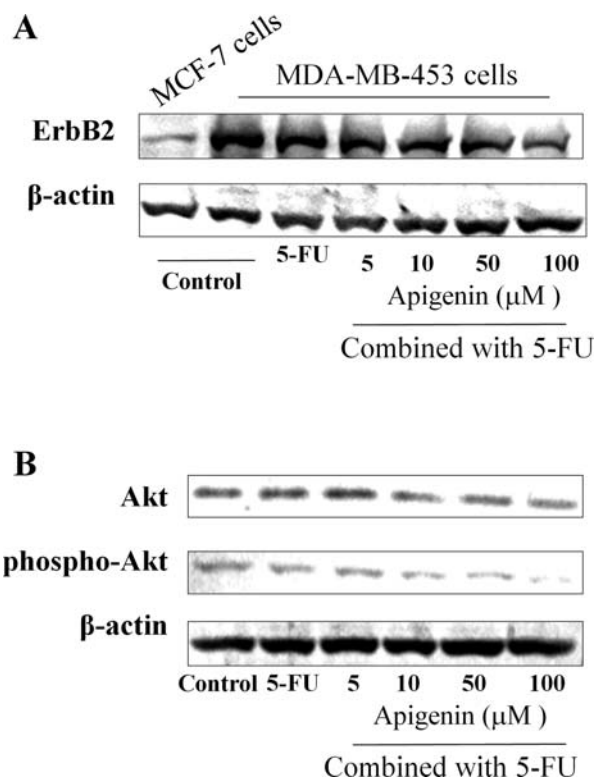 A
MCF-7 cells
MDA-MB-453 cells
ErbB2
β-actin
Control
5-FU
5 10 50 100
Apigenin (μM )
Combined with 5-FU
B
Akt
phospho-Akt
β-actin
Control 5-FU 5 10 50 100
Apigenin (μM )
Combined with 5-FU